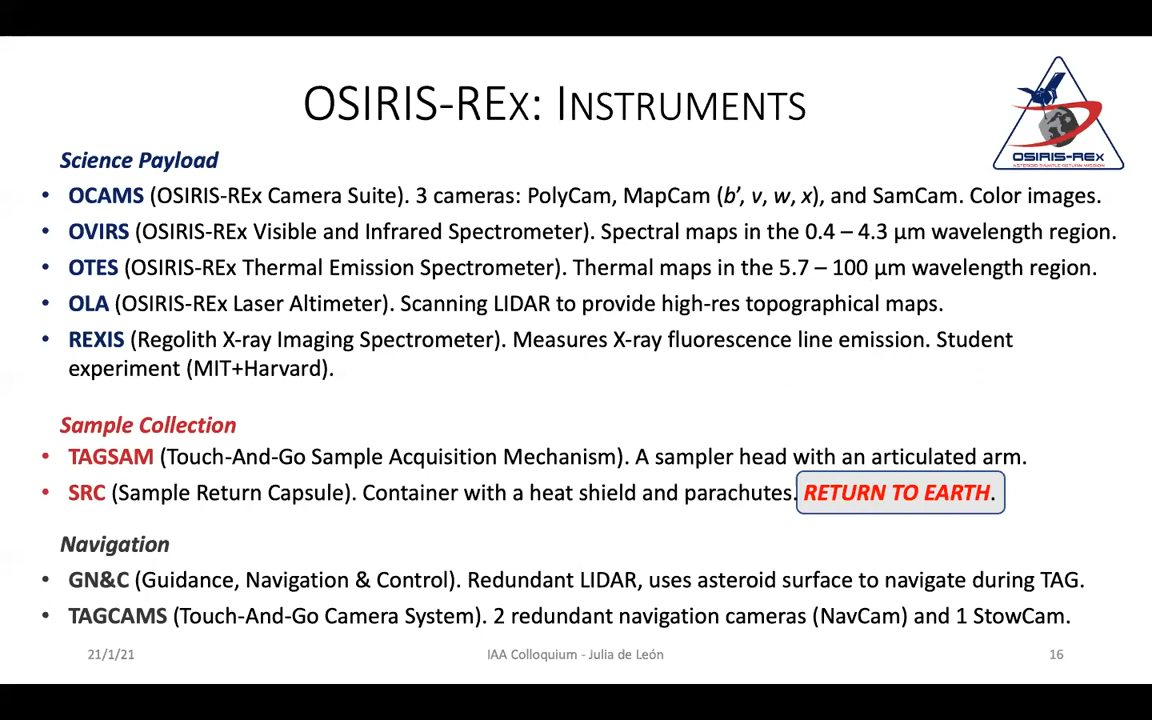 OSIRIS-REX: INSTRUMENTS
OSIRIS-REx
ASTEROID SAMPLE RETURN MISSION
Science Payload
• OCAMS (OSIRIS-REx Camera Suite). 3 cameras: PolyCam, MapCam (b’, v, w, x), and SamCam. Color images.
• OVIRS (OSIRIS-REx Visible and Infrared Spectrometer). Spectral maps in the 0.4 – 4.3 μm wavelength region.
• OTES (OSIRIS-REx Thermal Emission Spectrometer). Thermal maps in the 5.7 – 100 μm wavelength region.
• OLA (OSIRIS-REx Laser Altimeter). Scanning LIDAR to provide high-res topographical maps.
• REXIS (Regolith X-ray Imaging Spectrometer). Measures X-ray fluorescence line emission. Student
experiment (MIT+Harvard).
Sample Collection
• TAGSAM (Touch-And-Go Sample Acquisition Mechanism). A sampler head with an articulated arm.
• SRC (Sample Return Capsule). Container with a heat shield and parachutes. RETURN TO EARTH.
Navigation
• GN&C (Guidance, Navigation & Control). Redundant LIDAR, uses asteroid surface to navigate during TAG.
• TAGCAMS (Touch-And-Go Camera System). 2 redundant navigation cameras (NavCam) and 1 StowCam.
21/1/21
IAA Colloquium - Julia de León
16